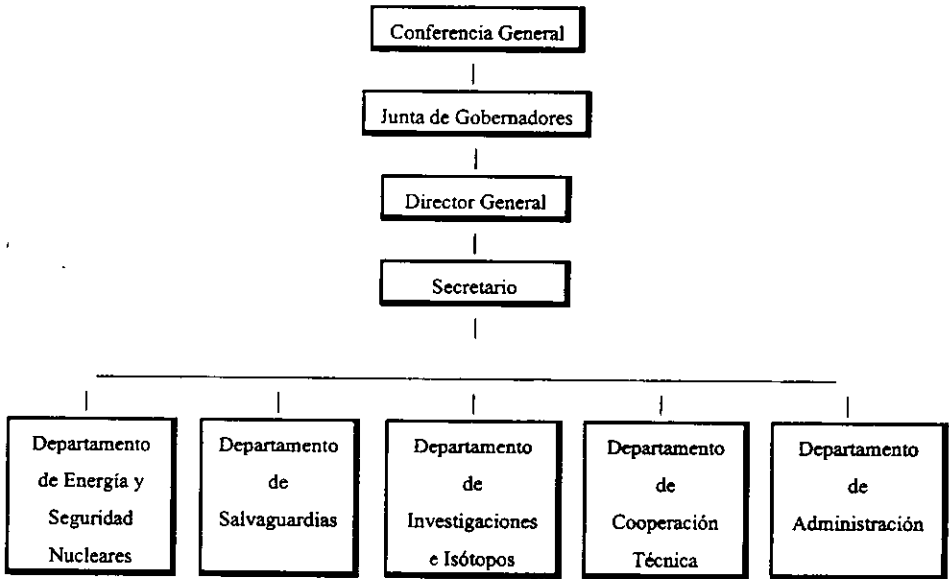 Conferencia General
Junta de Gobernadores
Director General
Secretario
Departamento
de Energía y
Seguridad
Nucleares
Departamento
de
Salvaguardias
Departamento
de
Investigaciones
e Isótopos
Departamento
de
Cooperación
Técnica
Departamento
de
Administración